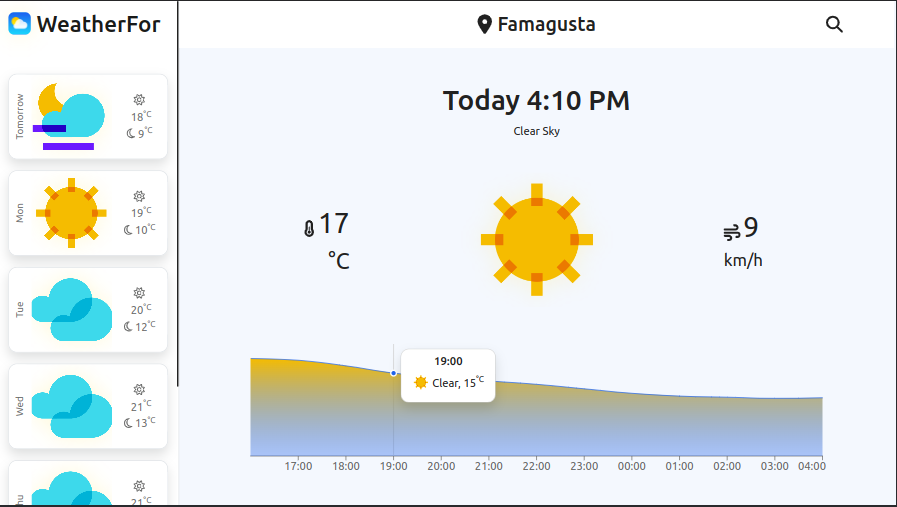 WeatherFor
Famagusta
Tomorrow
18°C
9°C
Mon
19°C
10°C
Tue
20°C
12°C
Wed
21°C
13°C
21°C
Today 4:10 PM
Clear Sky
17
°C
9
km/h
19:00
Clear, 15°C
17:00 18:00 19:00 20:00 21:00 22:00 23:00 00:00 01:00 02:00 03:00 04:00